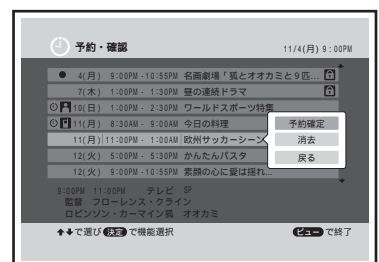 予約・確認 11/4(月) 9:00PM
4(月) 9:00PM-10:55PM 名画劇場「狐とオオカミと9匹...
7(木) 1:00PM- 1:30PM 昼の連続ドラマ
10(日) 1:00PM- 2:30PM ワールドスポーツ特集
11(月) 8:30AM- 9:00AM 今日の料理
11(月) 11:00PM- 1:00AM 欧州サッカーシーン
12(火) 5:00PM- 5:30PM かんたんパスタ
12(火) 9:00PM-10:55PM 素顔の心に愛は揺れ...
予約確定
消去
戻る
9:00PM 11:00PM テレビ SP
監督 フローレンス・クライン
ロビンソン・カーマイン狐 オオカミ
で選び 決定 で機能選択 ビュー で終了